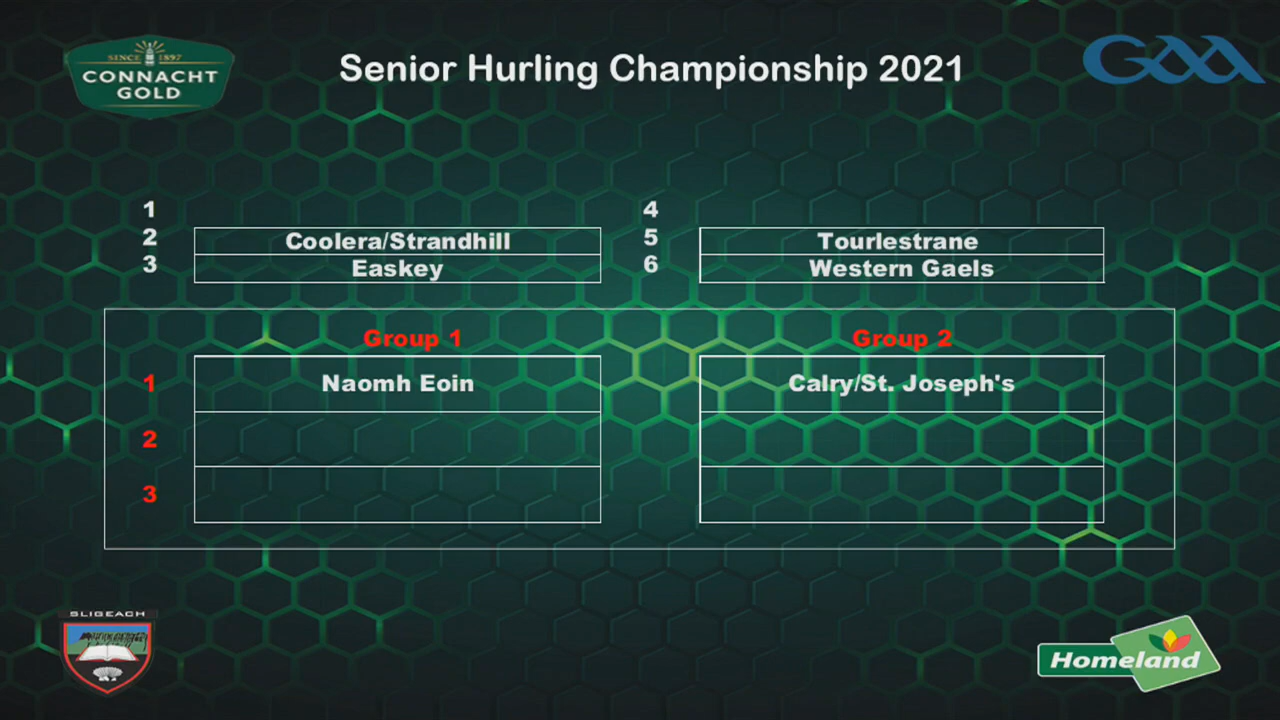 SINCE 1897
CONNACHT
GOLD
Senior Hurling Championship 2021
GAA
1
2 Coolera/Strandhill
3 Easkey
4
5 Tourlestrane
6 Western Gaels
Group 1
Group 2
1 Naomh Eoin
Calry/St. Joseph's
2
3
SLIGEACH
Homeland